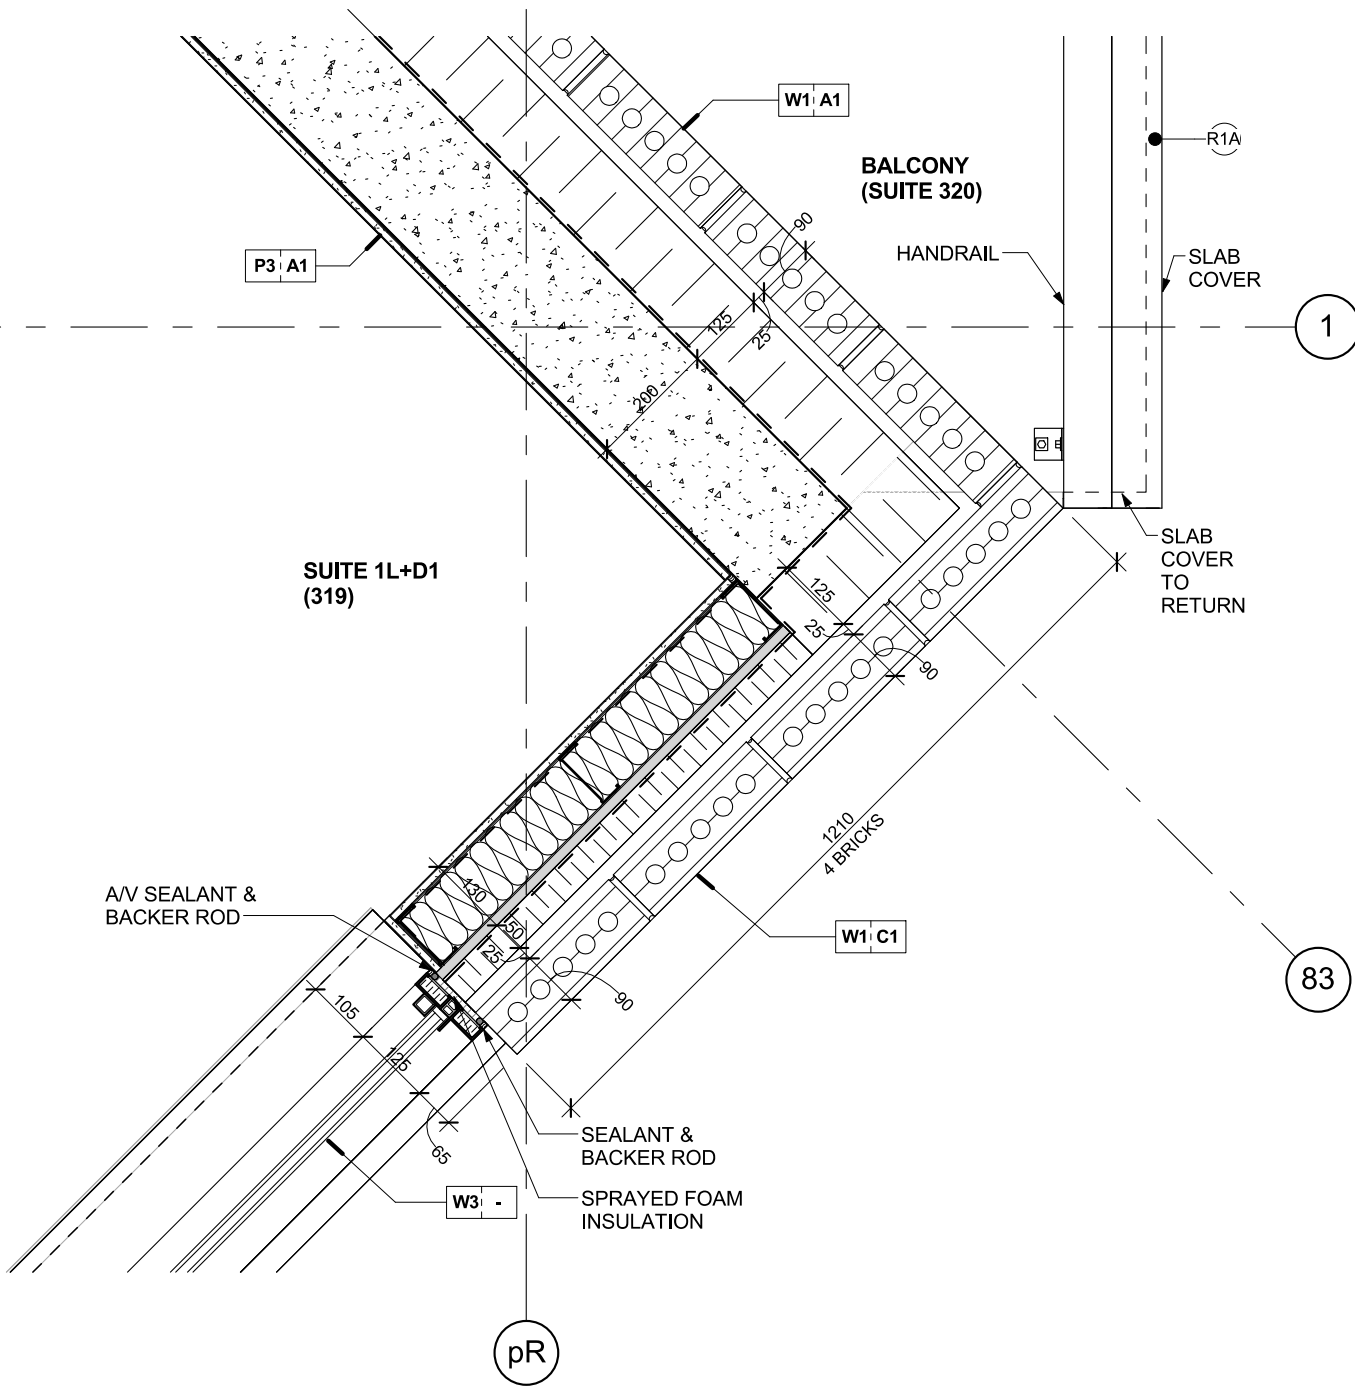 W1 A1
R1A
BALCONY
(SUITE 320)
90
P3 A1
HANDRAIL
SLAB
COVER
125
25
1
200
SLAB
COVER
TO
RETURN
SUITE 1L+D1
(319)
125
25
90
1210
4 BRICKS
A/V SEALANT &
BACKER ROD
130
50
25
W1 C1
83
90
105
125
65
SEALANT &
BACKER ROD
W3 -
SPRAYED FOAM
INSULATION
pR